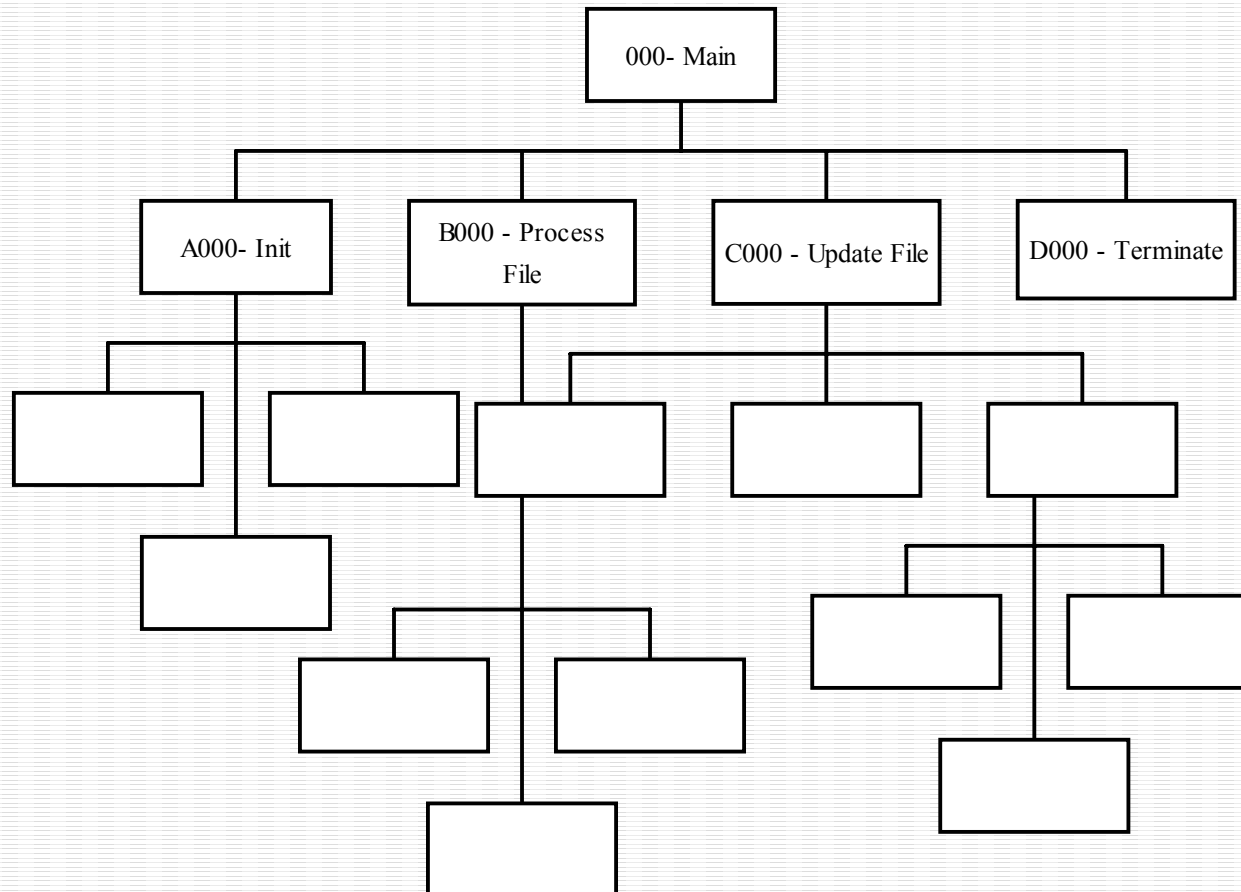 000- Main
A000- Init
B000 - Process
File
C000 - Update File
D000 - Terminate